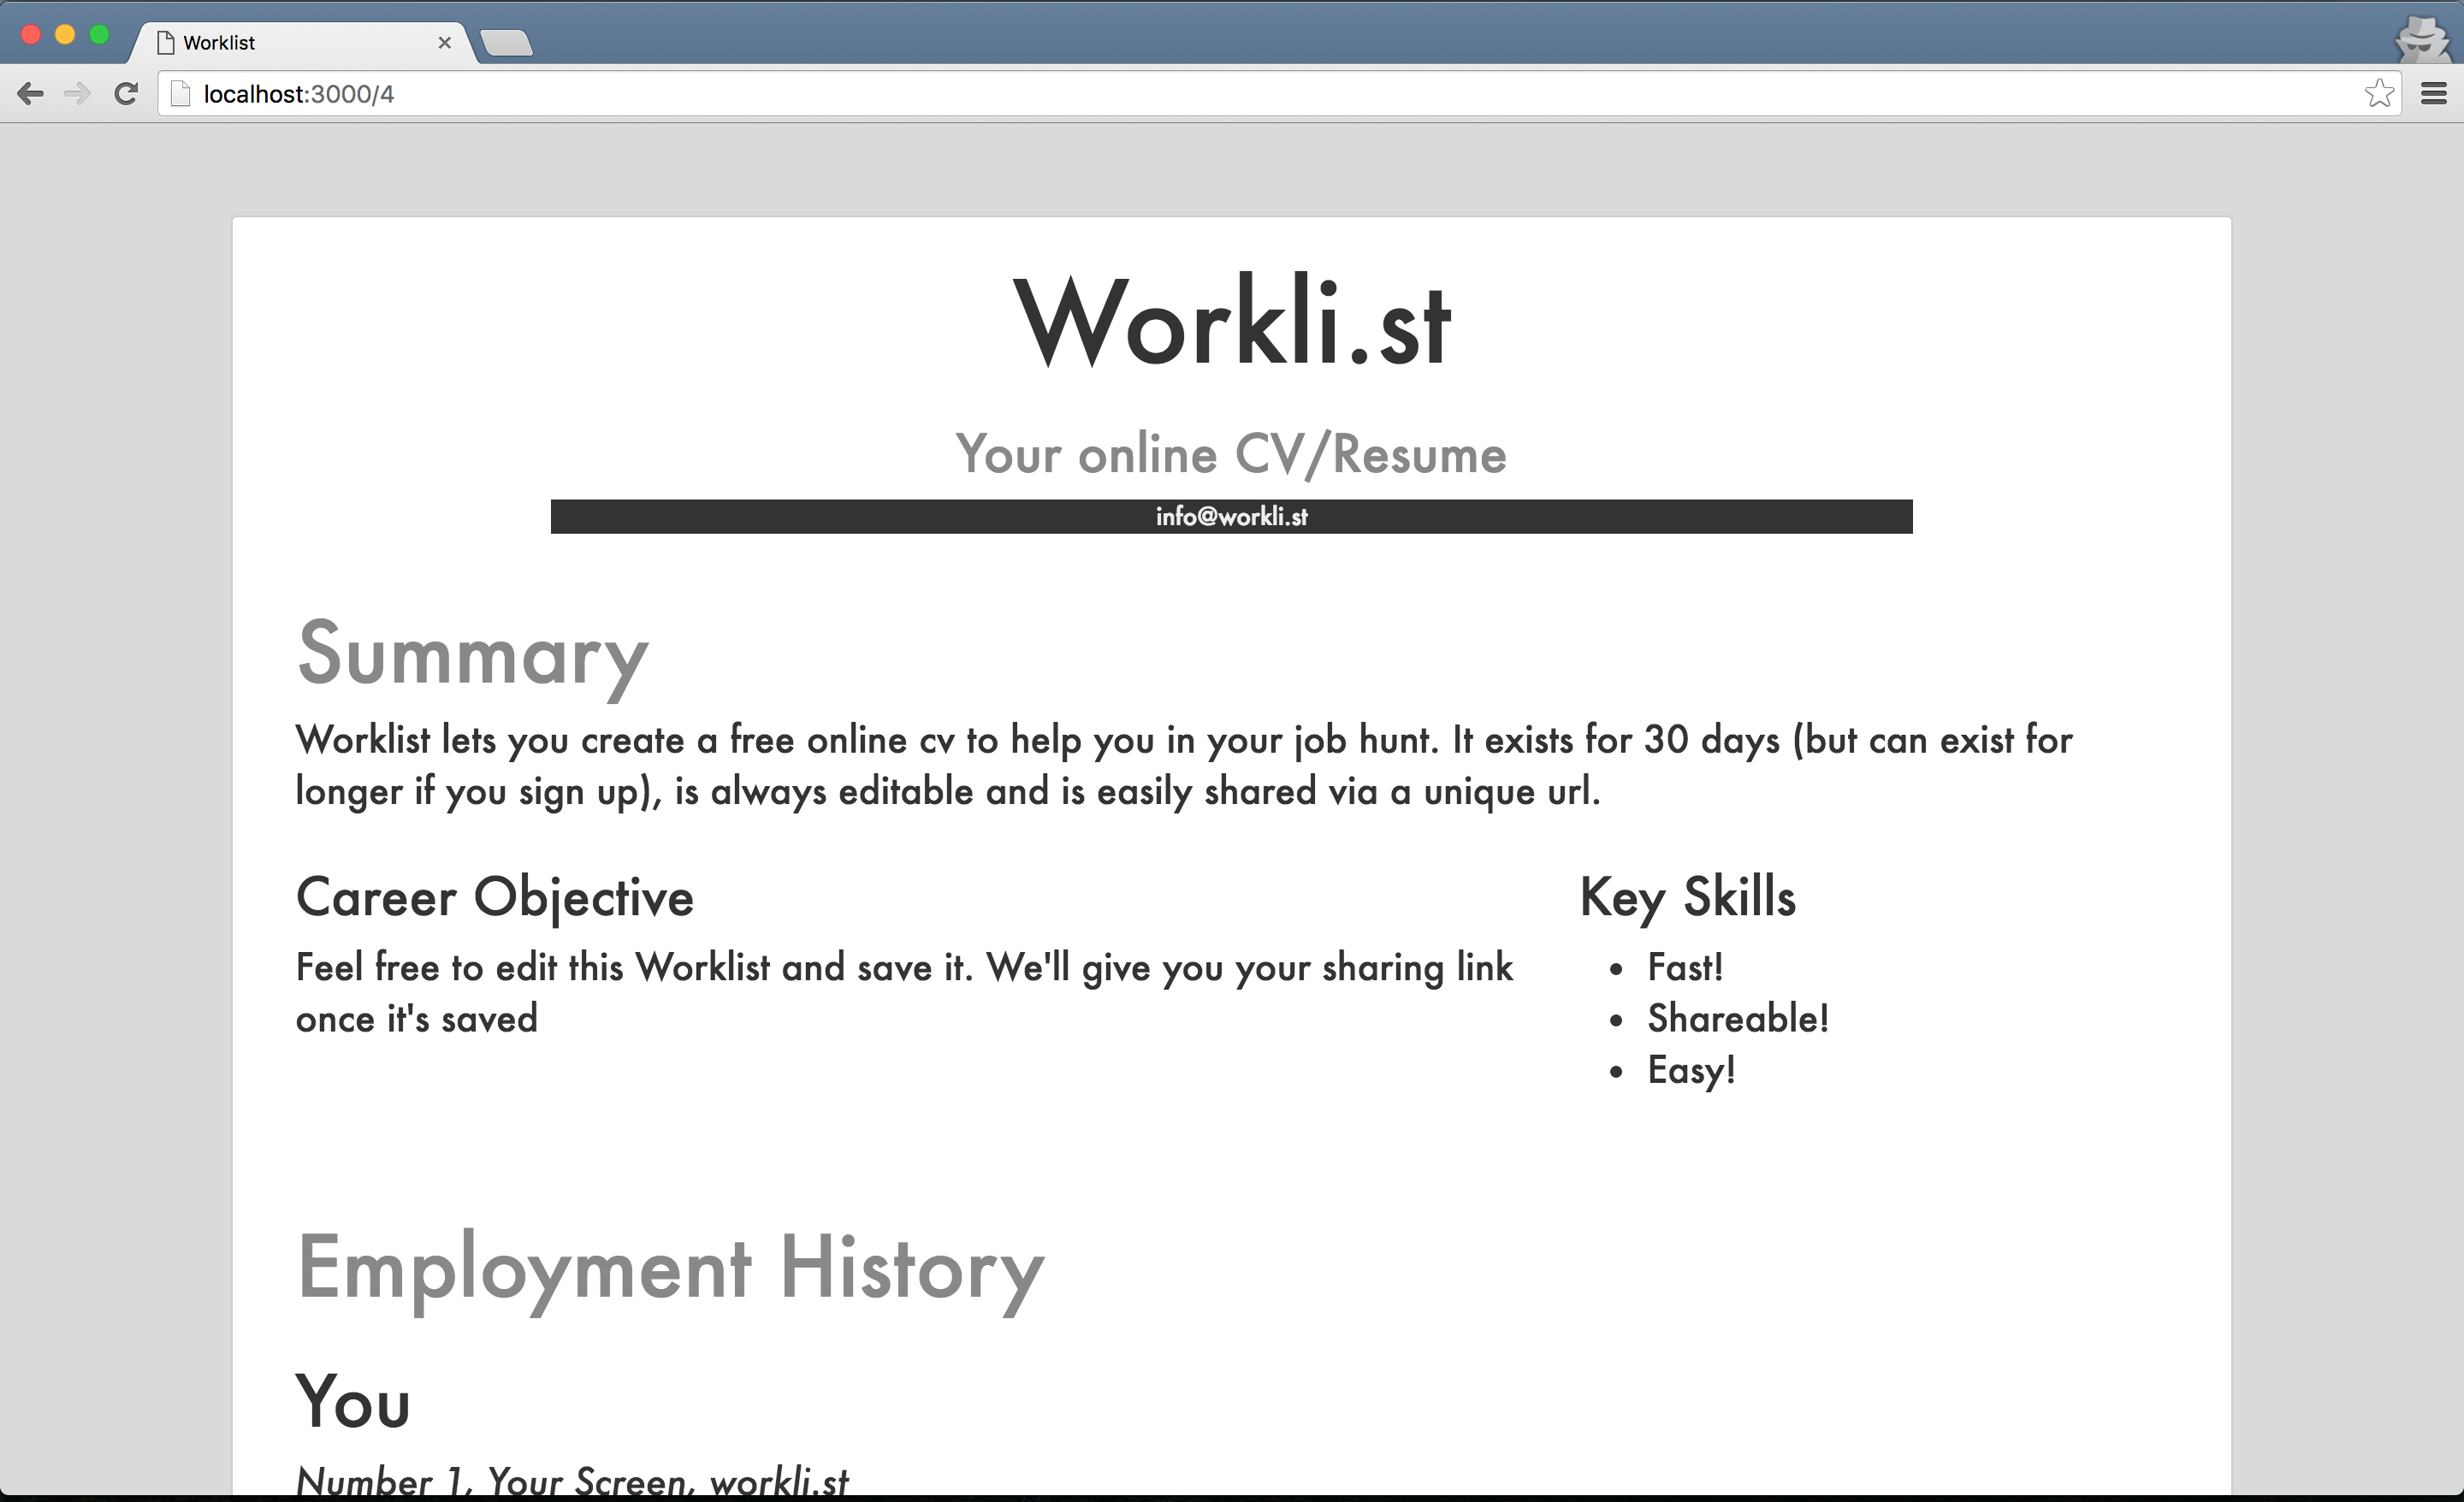 Worklist
localhost:3000/4
Workli.st
Your online CV/Resume
info@workli.st
Summary
Worklist lets you create a free online cv to help you in your job hunt. It exists for 30 days (but can exist for
longer if you sign up), is always editable and is easily shared via a unique url.
Career Objective
Feel free to edit this Worklist and save it. We'll give you your sharing link
once it's saved
Key Skills
• Fast!
• Shareable!
• Easy!
Employment History
You
Number 1, Your Screen, workli.st